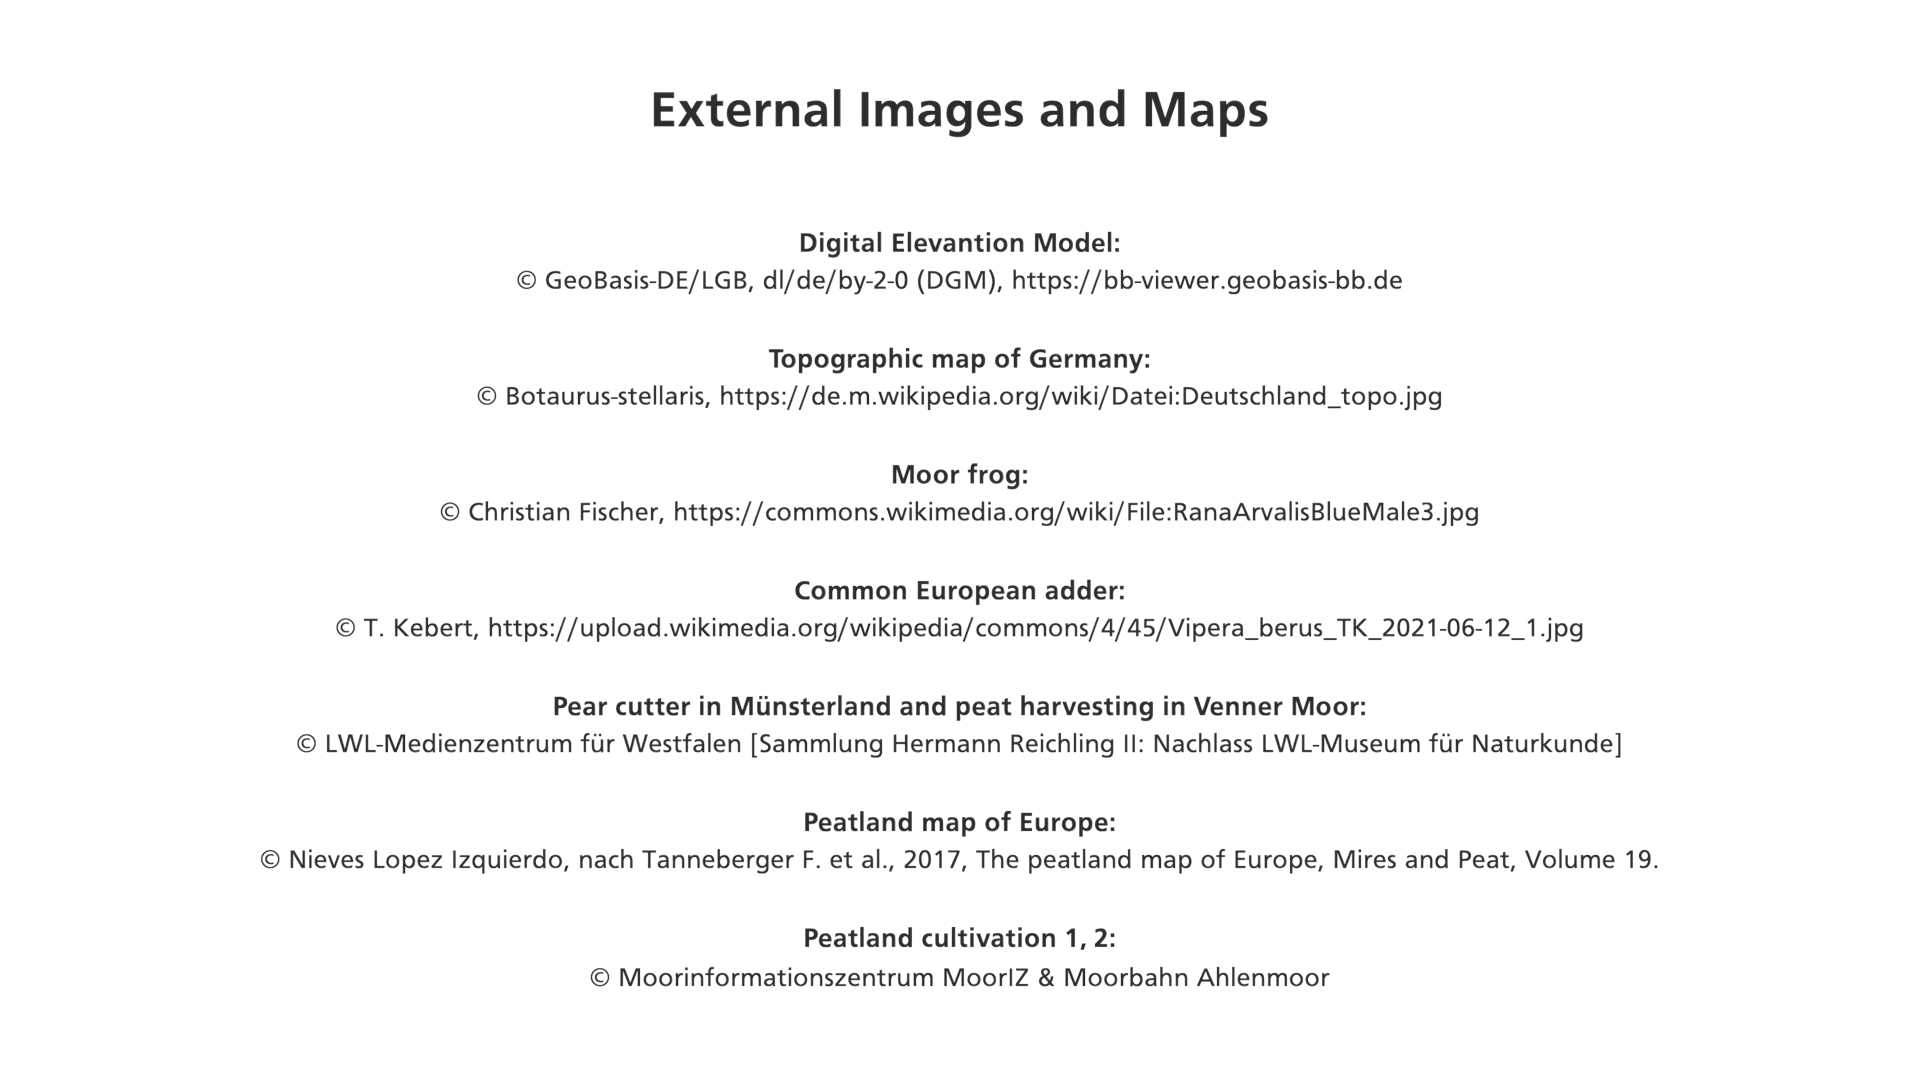 External Images and Maps
Digital Elevantion Model:
© GeoBasis-DE/LGB, dl/de/by-2-0 (DGM), https://bb-viewer.geobasis-bb.de
Topographic map of Germany:
© Botaurus-stellaris, https://de.m.wikipedia.org/wiki/Datei:Deutschland_topo.jpg
Moor frog:
© Christian Fischer, https://commons.wikimedia.org/wiki/File:RanaArvalisBlueMale3.jpg
Common European adder:
© T. Kebert, https://upload.wikimedia.org/wikipedia/commons/4/45/Vipera_berus_TK_2021-06-12_1.jpg
Pear cutter in Münsterland and peat harvesting in Venner Moor:
© LWL-Medienzentrum für Westfalen [Sammlung Hermann Reichling II: Nachlass LWL-Museum für Naturkunde]
Peatland map of Europe:
© Nieves Lopez Izquierdo, nach Tanneberger F. et al., 2017, The peatland map of Europe, Mires and Peat, Volume 19.
Peatland cultivation 1, 2:
© Moorinformationszentrum MoorIZ & Moorbahn Ahlenmoor